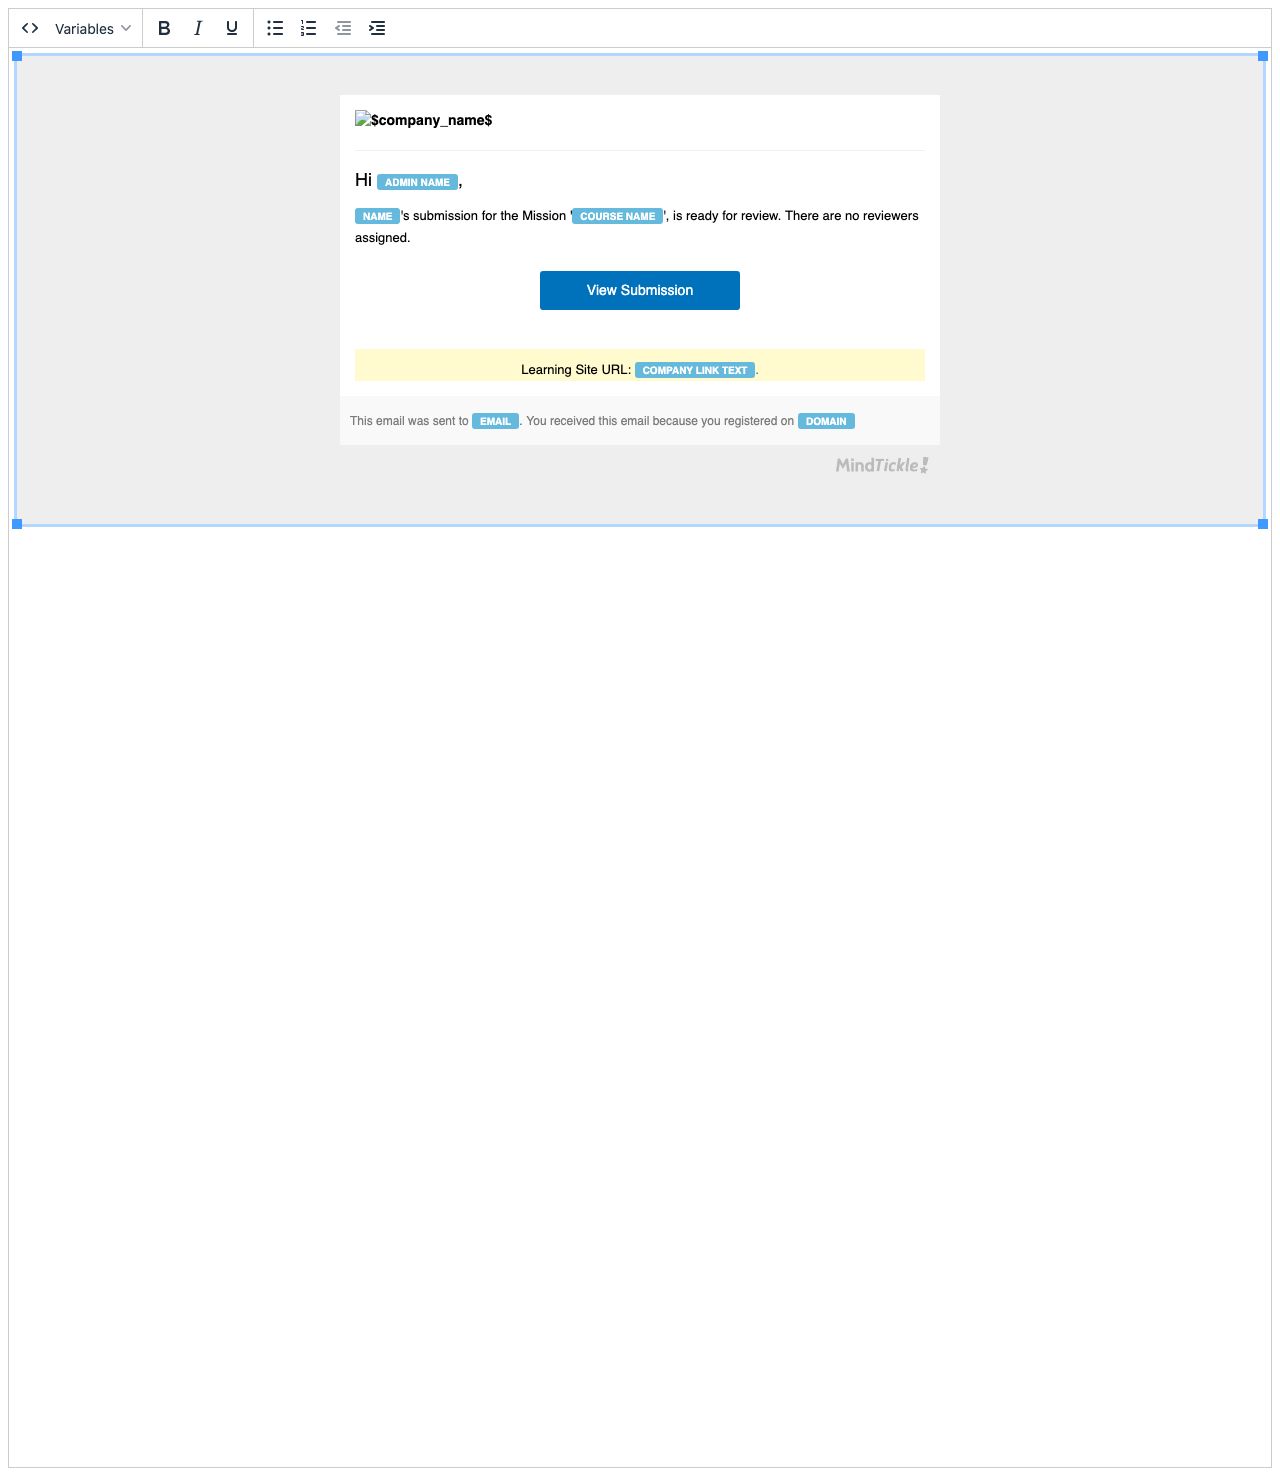 Variables
$company_name$
Hi ADMIN NAME,
NAME's submission for the Mission 'COURSE NAME', is ready for review. There are no reviewers
assigned.
View Submission
Learning Site URL: COMPANY LINK TEXT.
This email was sent to EMAIL. You received this email because you registered on DOMAIN
MindTickle!